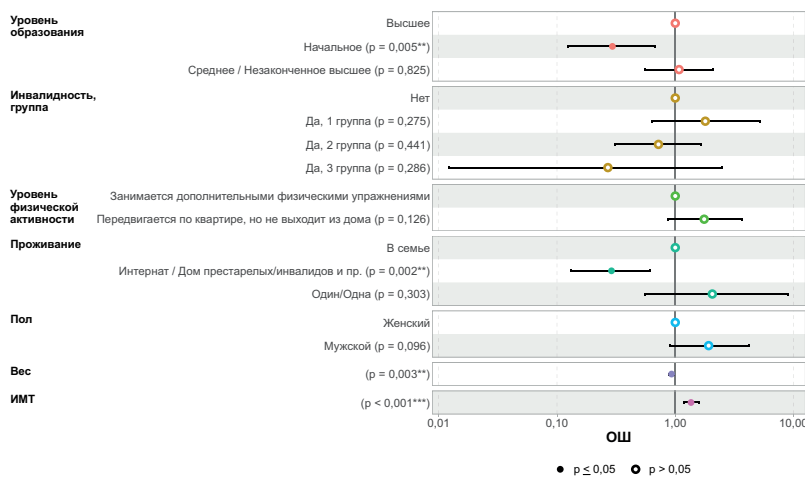 Уровень
образования
Высшее
Начальное (p = 0,005**)
Среднее / Незаконченное высшее (p = 0,825)
Инвалидность,
группа
Нет
Да, 1 группа (p = 0,275)
Да, 2 группа (p = 0,441)
Да, 3 группа (p = 0,286)
Уровень
физической
активности
Занимается дополнительными физическими упражнениями
Передвигается по квартире, но не выходит из дома (p = 0,126)
Проживание
В семье
Интернат / Дом престарелых/инвалидов и пр. (p = 0,002**)
Один/Одна (p = 0,303)
Пол
Женский
Мужской (p = 0,096)
Вес
(p = 0,003**)
ИМТ
(p < 0,001***)
0,01 0,10 1,00 10,00
ОШ
p ≤ 0,05 p > 0,05